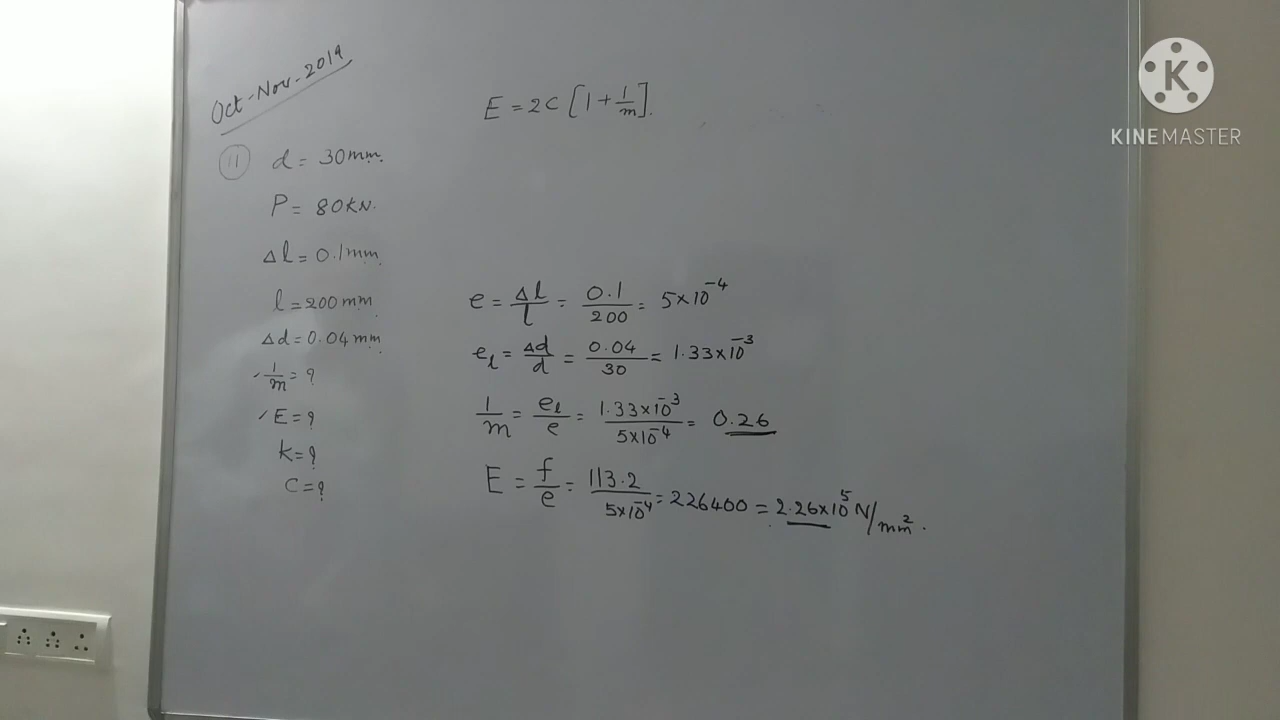 Oct-Nov-2019
E = 2C [1 + 1/m].
11 d = 30mm.
P = 80KN.
Δl = 0.1mm.
l = 200mm
Δd = 0.04mm
✓ 1/m = ?
✓ E = ?
K = ?
C = ?
e = Δl/l = 0.1/200 = 5×10⁻⁴
e_l = Δd/d = 0.04/30 = 1.33×10⁻³
1/m = e_l/e = 1.33×10⁻³/5×10⁻⁴ = 0.26
E = f/e = 113.2/5×10⁻⁴ = 226400 = 2.26×10⁵ N/mm².
K
KINEMASTER